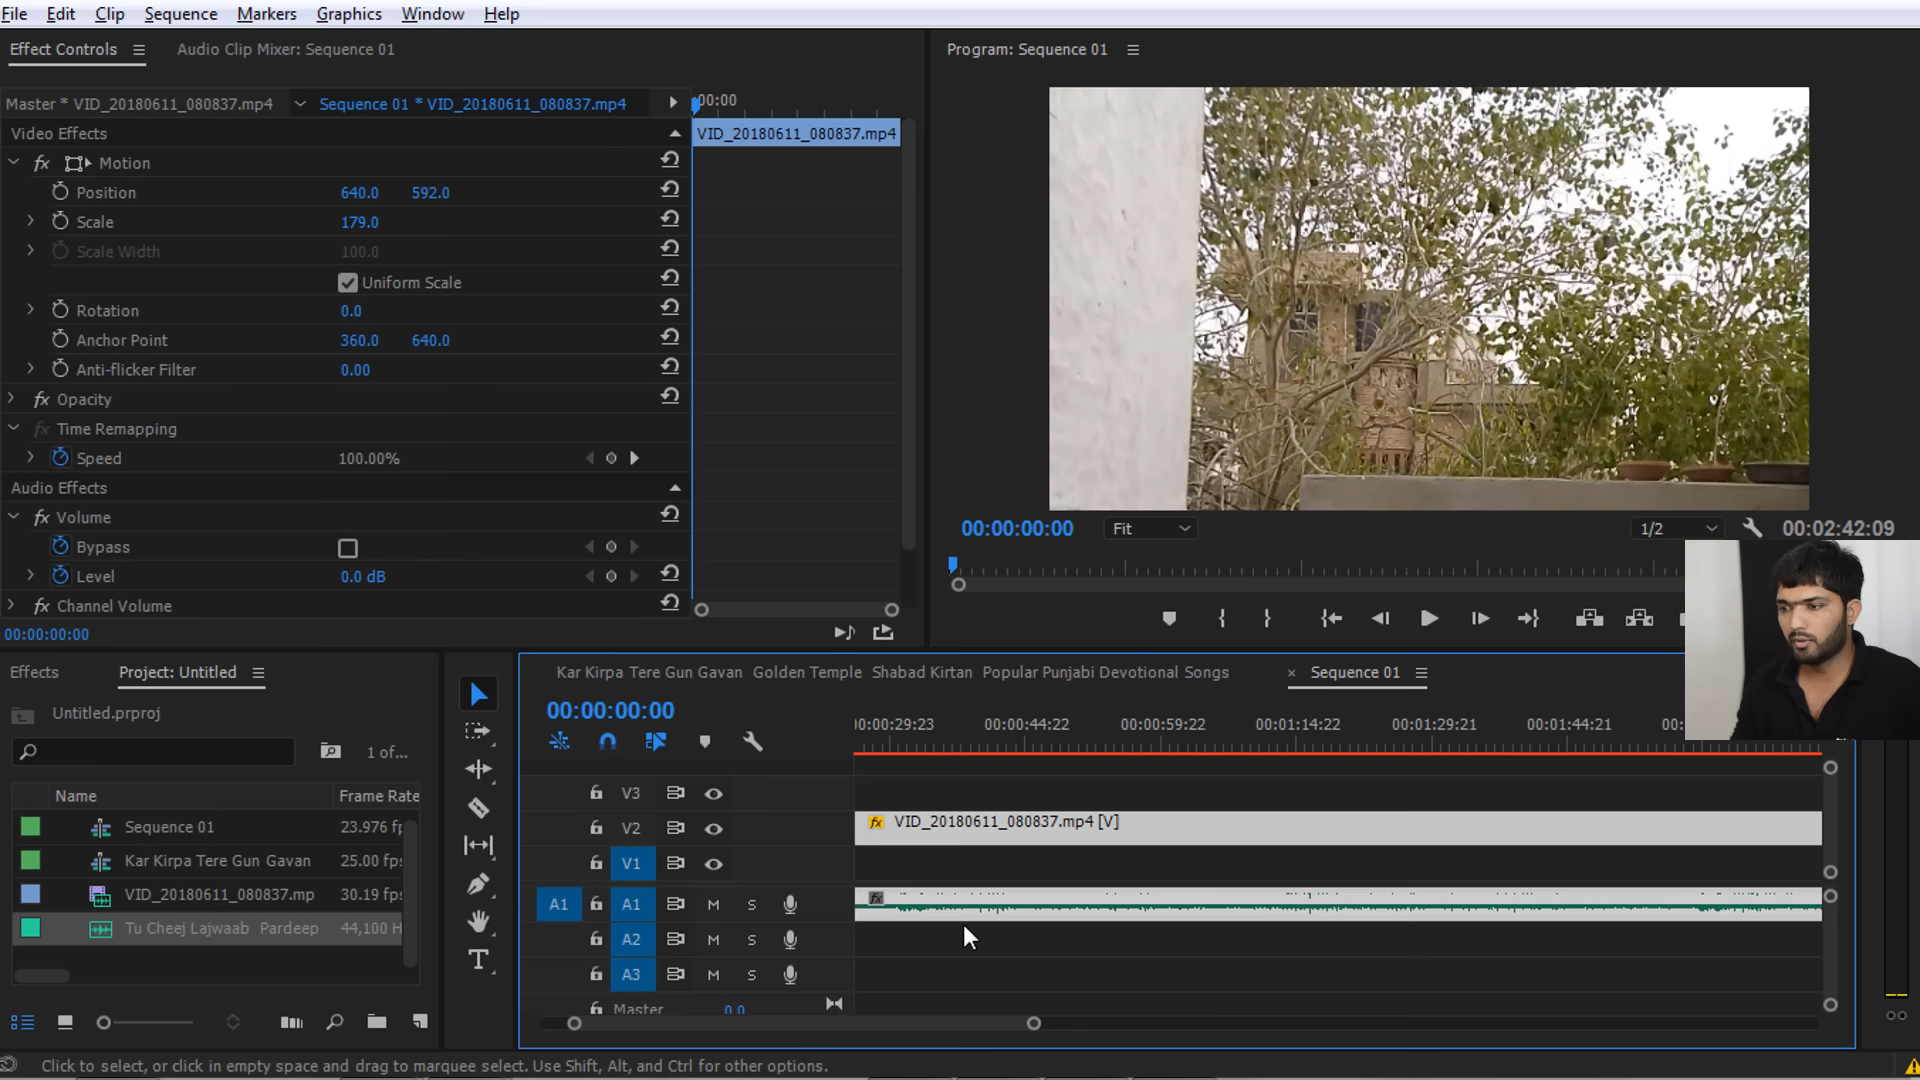 File Edit Clip Sequence Markers Graphics Window Help
Effect Controls Audio Clip Mixer: Sequence 01
Master * VID_20180611_080837.mp4 Sequence 01 * VID_20180611_080837.mp4
:00:00
VID_20180611_080837.mp4
Video Effects
fx Motion
Position 640.0 592.0
Scale 179.0
Scale Width 100.0
Uniform Scale
Rotation 0.0
Anchor Point 360.0 640.0
Anti-flicker Filter 0.00
fx Opacity
fx Time Remapping
Speed 100.00%
Audio Effects
fx Volume
Bypass
Level 0.0 dB
fx Channel Volume
00:00:00:00
Program: Sequence 01
00:00:00:00 Fit 1/2 00:02:42:09
Effects Project: Untitled
Untitled.prproj
1 of...
Name Frame Rate
Sequence 01 23.976 fp
Kar Kirpa Tere Gun Gavan 25.00 fps
VID_20180611_080837.mp 30.19 fps
Tu Cheej Lajwaab Pardeep 44,100 H
Kar Kirpa Tere Gun Gavan Golden Temple Shabad Kirtan Popular Punjabi Devotional Songs × Sequence 01
00:00:00:00
00:00:29:23 00:00:44:22 00:00:59:22 00:01:14:22 00:01:29:21 00:01:44:21 00:
V3
V2 fx VID_20180611_080837.mp4 [V]
V1
A1 A1 M S fx
A2 M S
A3 M S
Master 0.0
Click to select, or click in empty space and drag to marquee select. Use Shift, Alt, and Ctrl for other options.